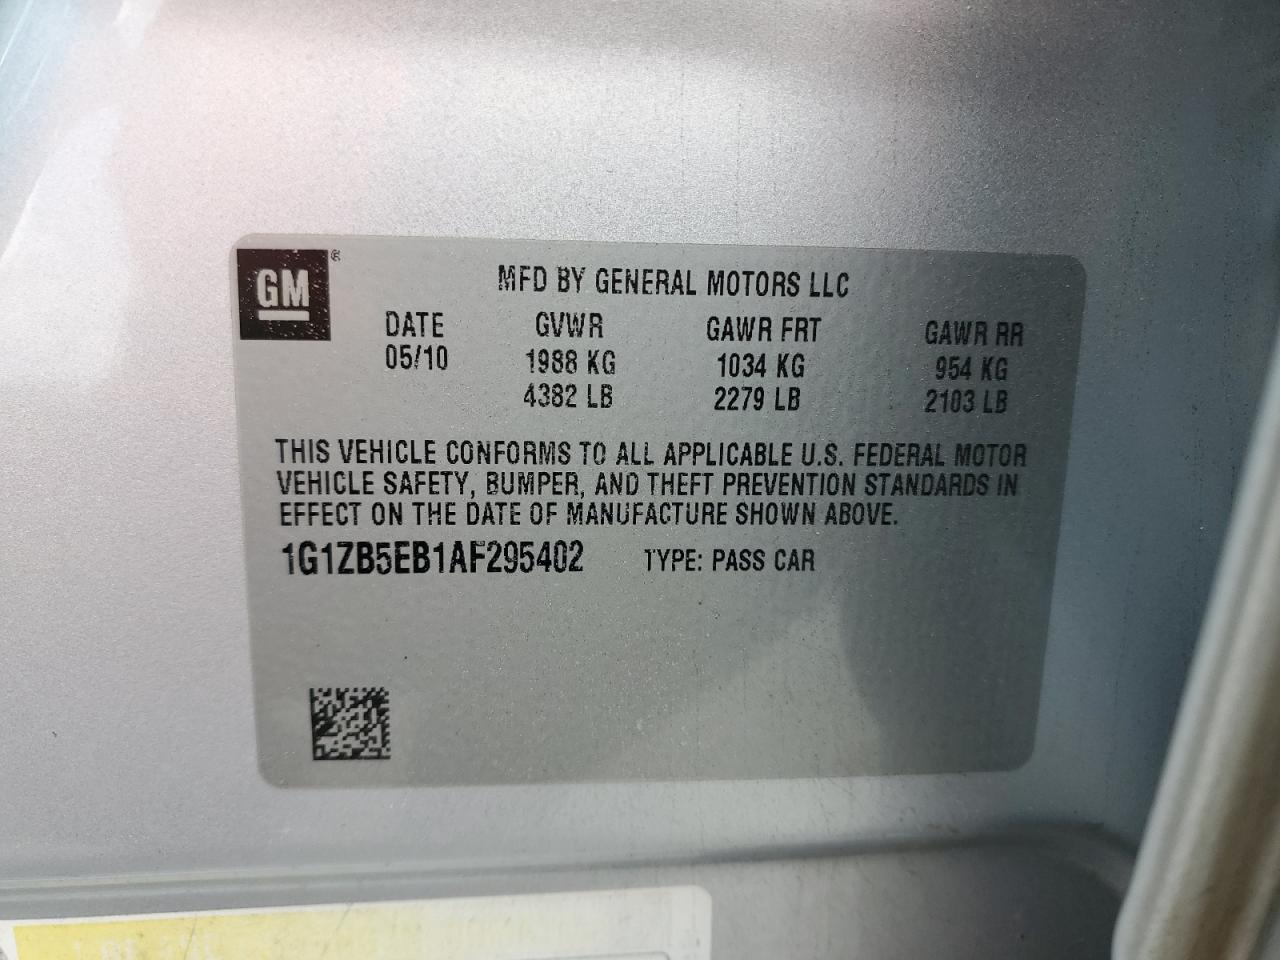 GM ®
MFD BY GENERAL MOTORS LLC
DATE GVWR GAWR FRT GAWR RR
05/10 1988 KG 1034 KG 954 KG
4382 LB 2279 LB 2103 LB
THIS VEHICLE CONFORMS TO ALL APPLICABLE U.S. FEDERAL MOTOR
VEHICLE SAFETY, BUMPER, AND THEFT PREVENTION STANDARDS IN
EFFECT ON THE DATE OF MANUFACTURE SHOWN ABOVE.
1G1ZB5EB1AF295402 TYPE: PASS CAR